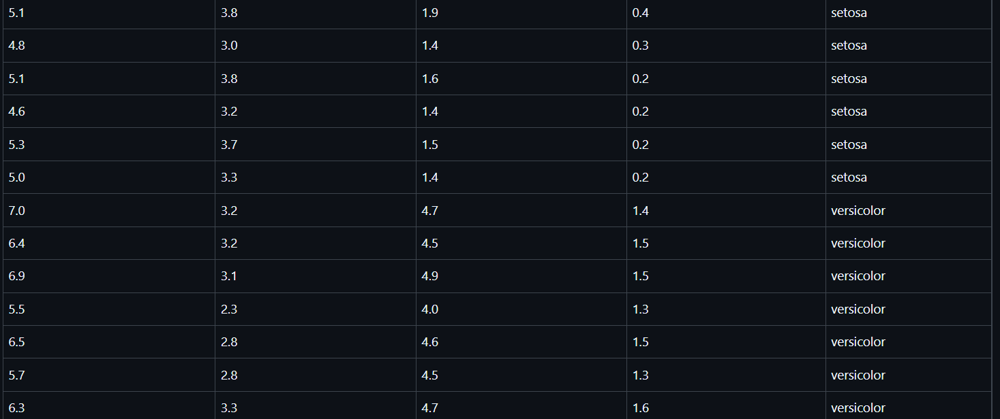 5.1 3.8 1.9 0.4 setosa
4.8 3.0 1.4 0.3 setosa
5.1 3.8 1.6 0.2 setosa
4.6 3.2 1.4 0.2 setosa
5.3 3.7 1.5 0.2 setosa
5.0 3.3 1.4 0.2 setosa
7.0 3.2 4.7 1.4 versicolor
6.4 3.2 4.5 1.5 versicolor
6.9 3.1 4.9 1.5 versicolor
5.5 2.3 4.0 1.3 versicolor
6.5 2.8 4.6 1.5 versicolor
5.7 2.8 4.5 1.3 versicolor
6.3 3.3 4.7 1.6 versicolor